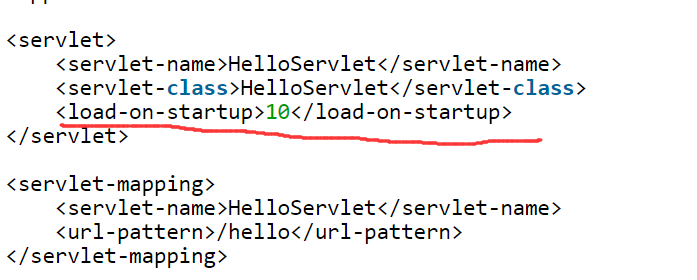 <servlet>
<servlet-name>HelloServlet</servlet-name>
<servlet-class>HelloServlet</servlet-class>
<load-on-startup>10</load-on-startup>
</servlet>
<servlet-mapping>
<servlet-name>HelloServlet</servlet-name>
<url-pattern>/hello</url-pattern>
</servlet-mapping>